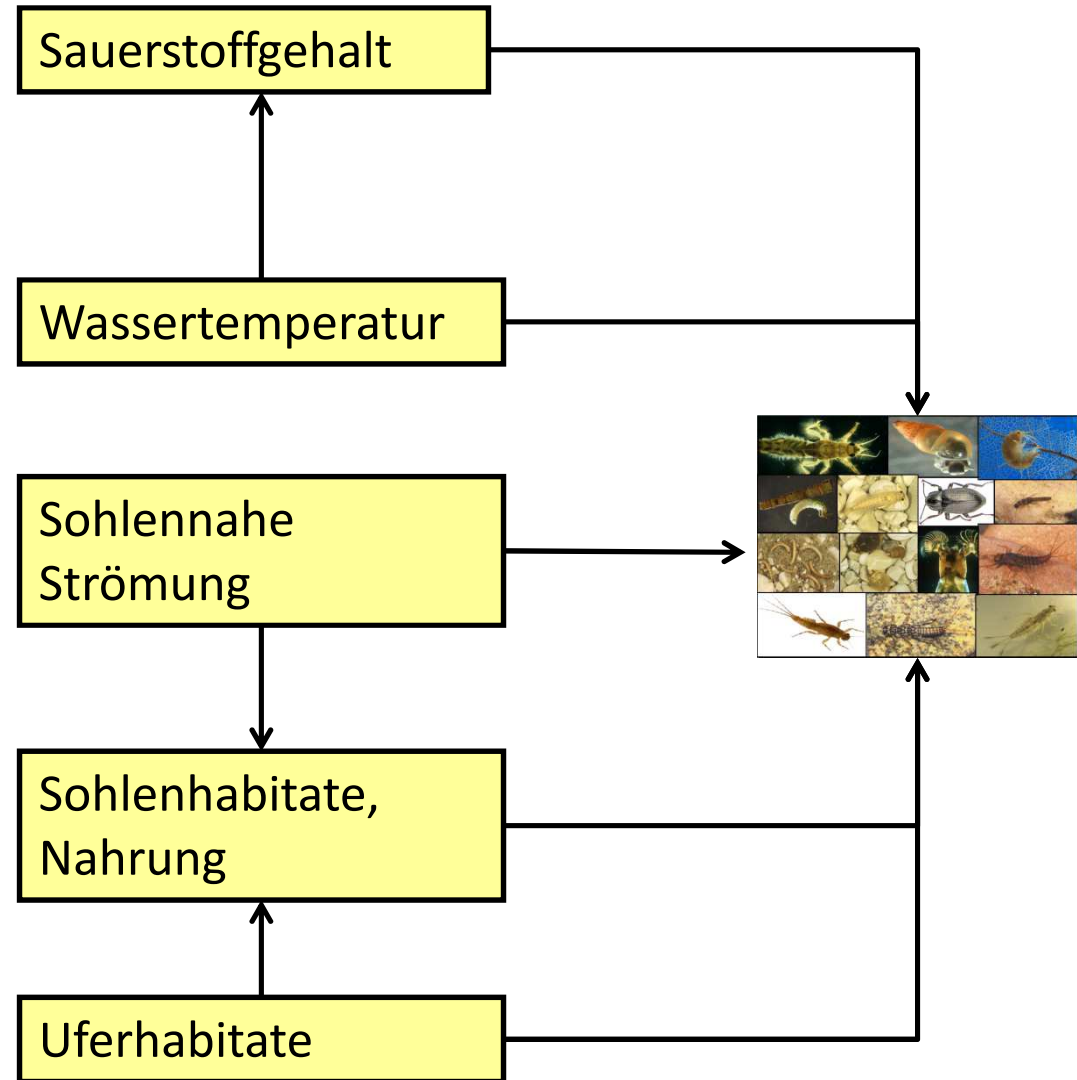 Sauerstoffgehalt
Wassertemperatur
Sohlennahe
Strömung
Sohlenhabitate,
Nahrung
Uferhabitate